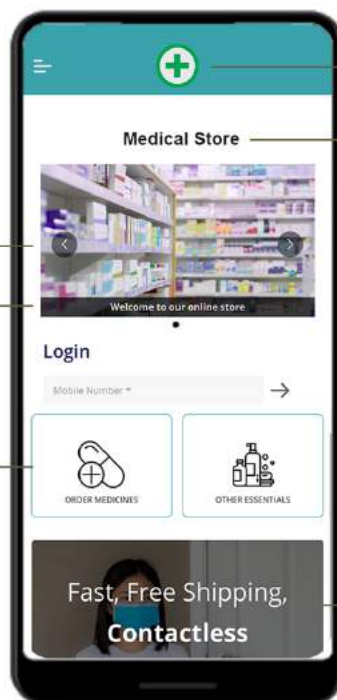 Medical Store
Welcome to our online store
Login
Mobile Number *
ORDER MEDICINES
OTHER ESSENTIALS
Fast, Free Shipping,
Contactless